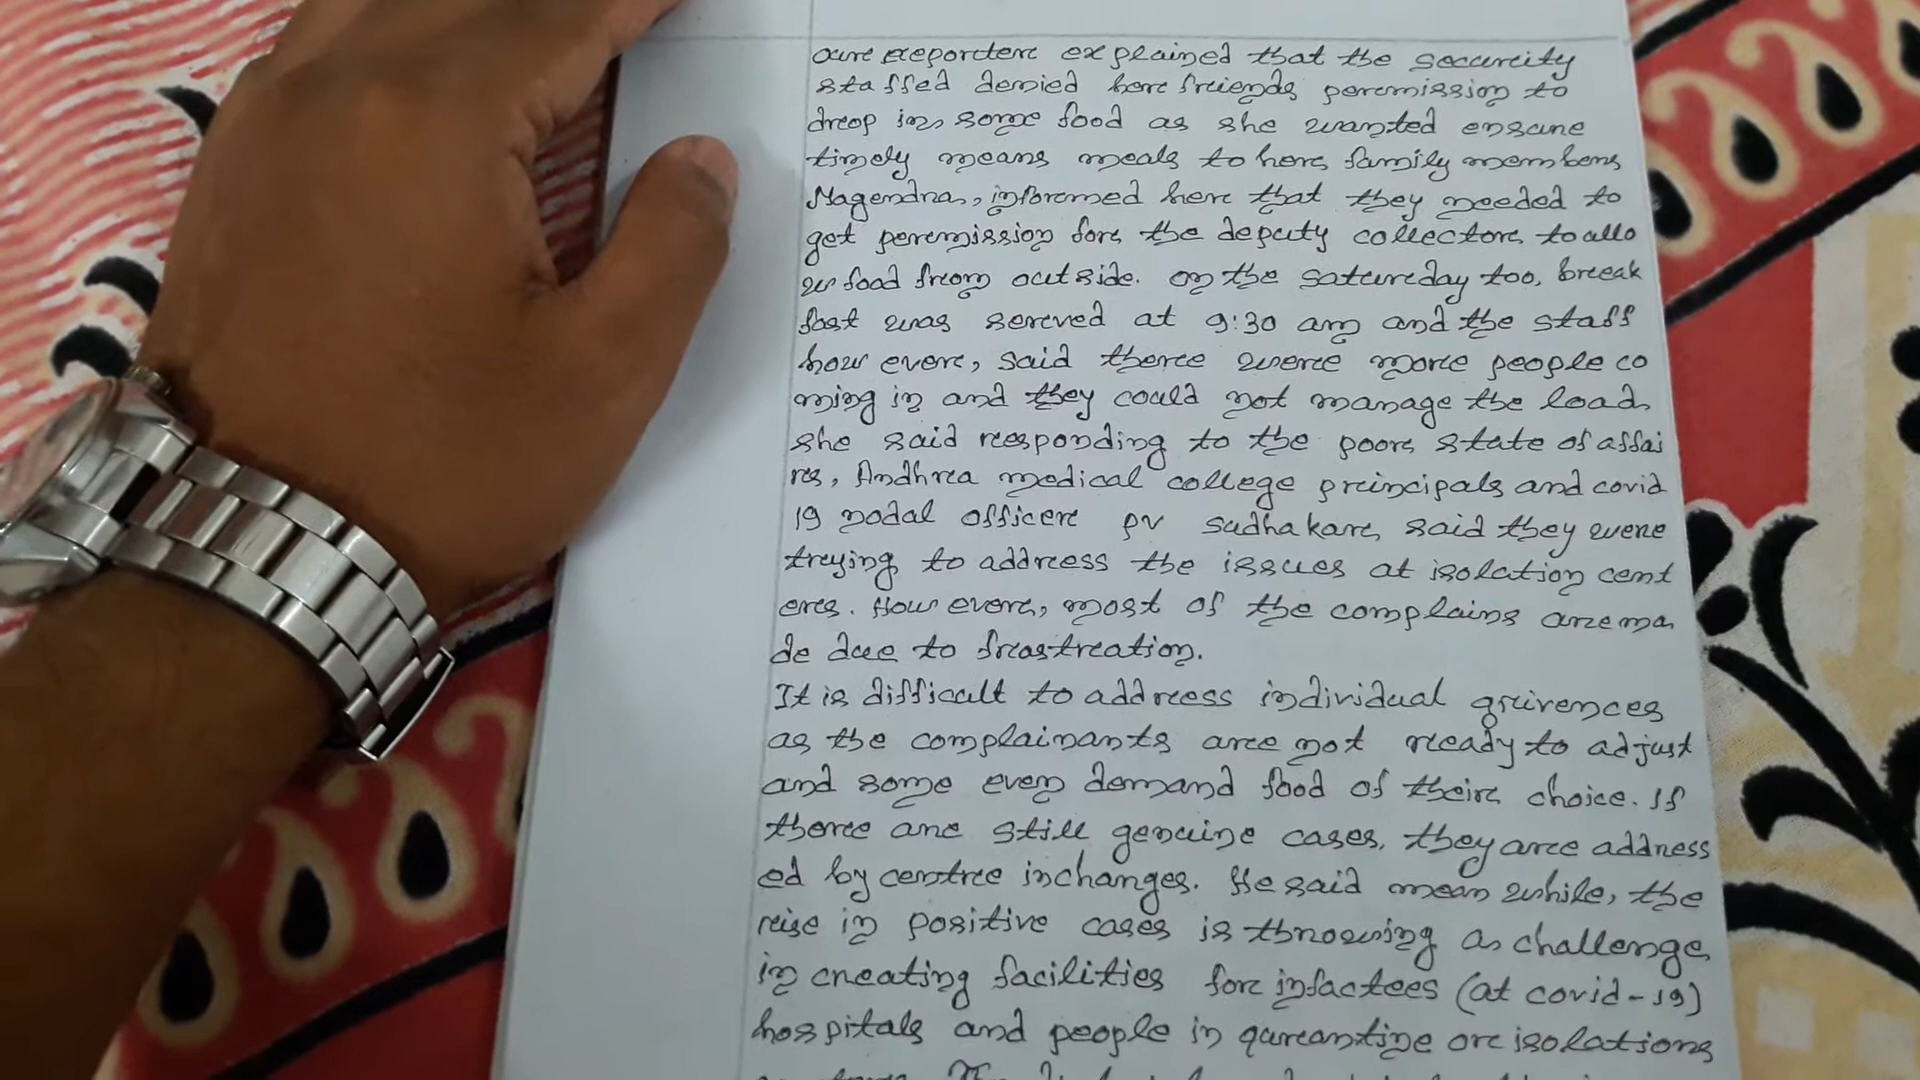 our reporter explained that the security
staffed denied her friends permission to
drop in some food as she wanted ensure
timely means meals to her family members
Nagendra, informed her that they needed to
get permission for the deputy collector to allo
w food from outside. on the saturday too, break
fast was served at 9:30 am and the staff
how ever, said there were more people co
ming in and they could not manage the load
she said responding to the poor state of affai
rs, Andhra medical college principals and covid
19 nodal officer pv sudhakar said they were
trying to address the issues at isolation cent
ers. How ever, most of the complains are ma
de due to frastration.
It is difficult to address individual grivences
as the complainants are not ready to adjust
and some even demand food of their choice. If
there are still genuine cases, they are address
ed by centre inchanges. He said mean while, the
rise in positive cases is throwing a challenge
in creating facilities for infactees (at covid-19)
hospitals and people in quarantine or isolations